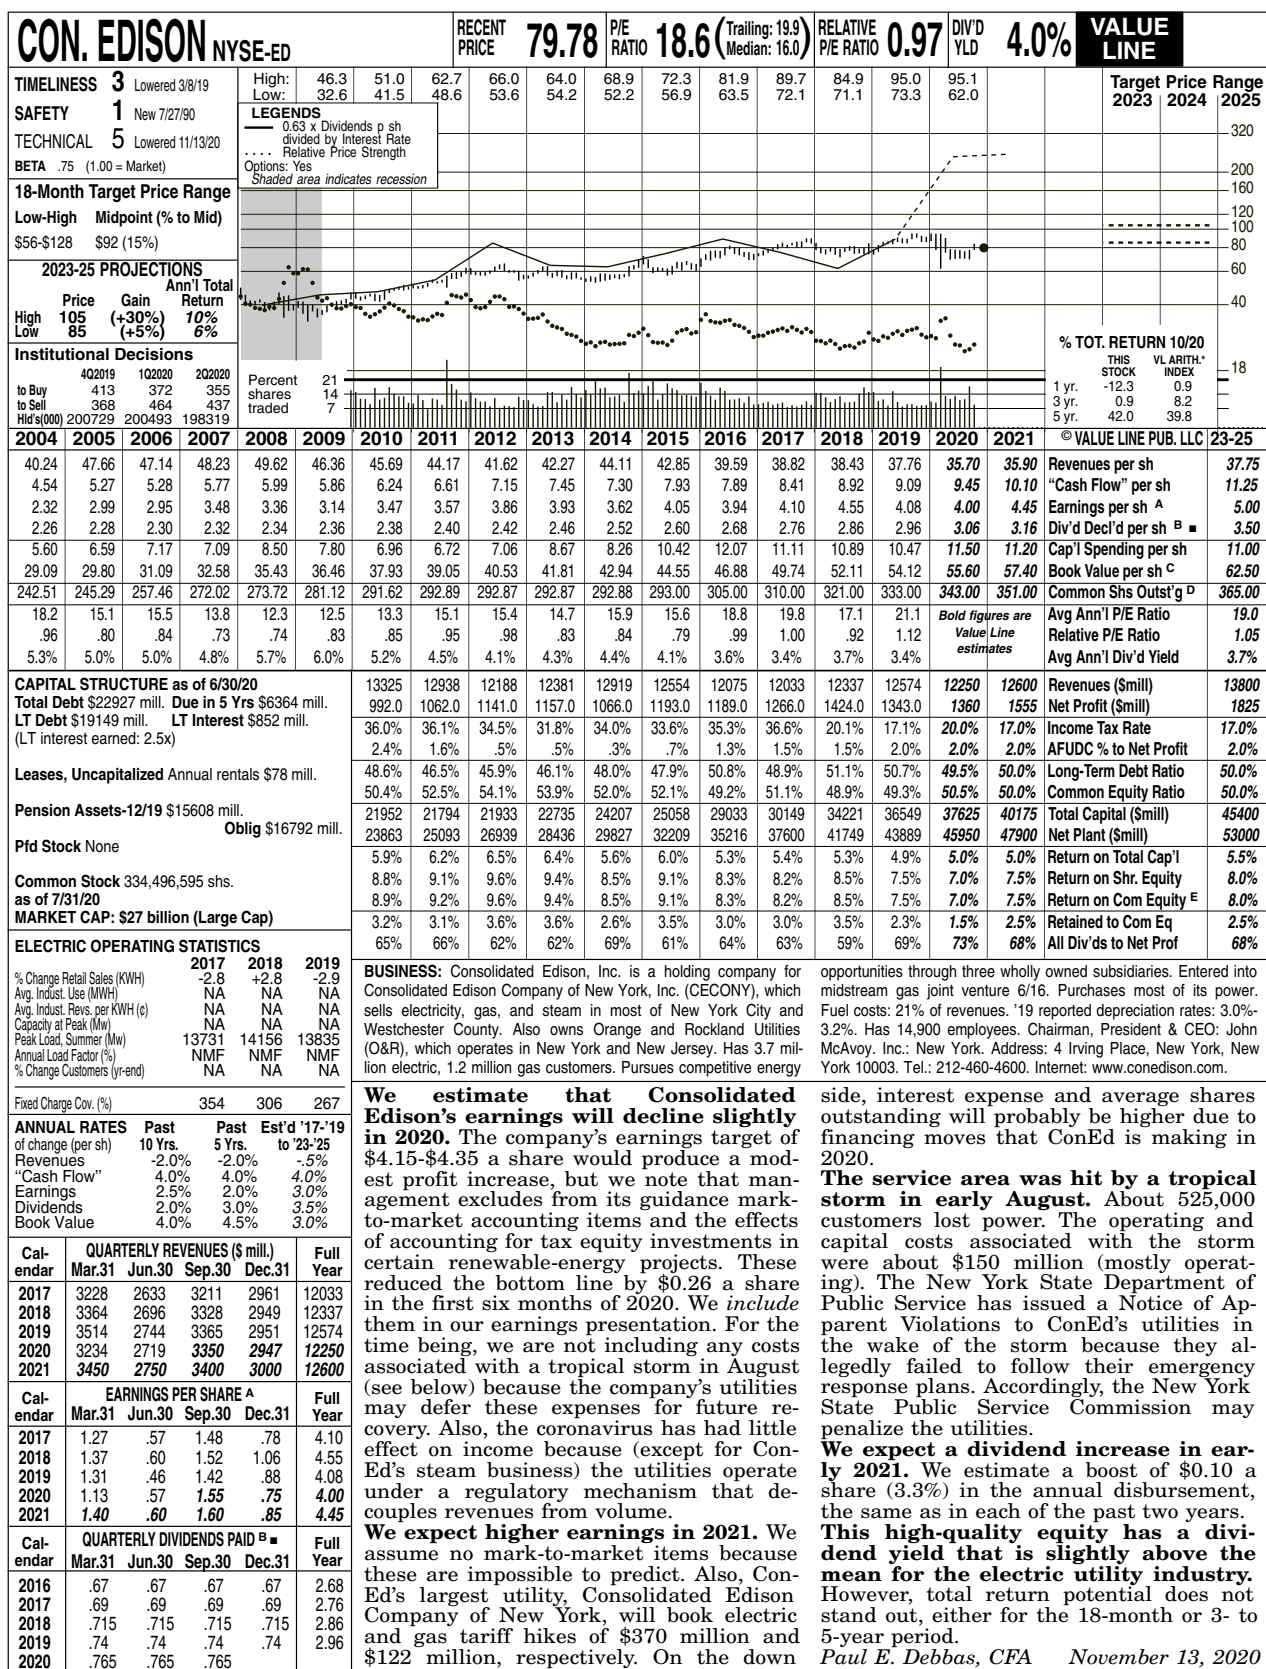 CON. EDISON NYSE-ED
RECENT PRICE 79.78 P/E RATIO 18.6 (Trailing: 19.9 Median: 16.0) RELATIVE P/E RATIO 0.97 DIV'D YLD 4.0% VALUE LINE
TIMELINESS 3 Lowered 3/8/19
SAFETY 1 New 7/27/90
TECHNICAL 5 Lowered 11/13/20
BETA .75 (1.00 = Market)
18-Month Target Price Range
Low-High Midpoint (% to Mid)
$56-$128 $92 (15%)
2023-25 PROJECTIONS
Ann'l Total
Price Gain Return
High 105 (+30%) 10%
Low 85 (+5%) 6%
Institutional Decisions
4Q2019 1Q2020 2Q2020
to Buy 413 372 355
to Sell 368 464 437
Hld's(000) 200729 200493 198319
High: 46.3 51.0 62.7 66.0 64.0 68.9 72.3 81.9 89.7 84.9 95.0 95.1
Low: 32.6 41.5 48.6 53.6 54.2 52.2 56.9 63.5 72.1 71.1 73.3 62.0
Target Price Range
2023 2024 2025
LEGENDS
0.63 x Dividends p sh
divided by Interest Rate
. . . . Relative Price Strength
Options: Yes
Shaded area indicates recession
320
200
160
120
100
80
60
40
18
Percent 21
shares 14
traded 7
% TOT. RETURN 10/20
THIS VL ARITH.*
STOCK INDEX
1 yr. -12.3 0.9
3 yr. 0.9 8.2
5 yr. 42.0 39.8
2004 2005 2006 2007 2008 2009 2010 2011 2012 2013 2014 2015 2016 2017 2018 2019 2020 2021 © VALUE LINE PUB. LLC 23-25
40.24 47.66 47.14 48.23 49.62 46.36 45.69 44.17 41.62 42.27 44.11 42.85 39.59 38.82 38.43 37.76 35.70 35.90 Revenues per sh 37.75
4.54 5.27 5.28 5.77 5.99 5.86 6.24 6.61 7.15 7.45 7.30 7.93 7.89 8.41 8.92 9.09 9.45 10.10 "Cash Flow" per sh 11.25
2.32 2.99 2.95 3.48 3.36 3.14 3.47 3.57 3.86 3.93 3.62 4.05 3.94 4.10 4.55 4.08 4.00 4.45 Earnings per sh A 5.00
2.26 2.28 2.30 2.32 2.34 2.36 2.38 2.40 2.42 2.46 2.52 2.60 2.68 2.76 2.86 2.96 3.06 3.16 Div'd Decl'd per sh B ■ 3.50
5.60 6.59 7.17 7.09 8.50 7.80 6.96 6.72 7.06 8.67 8.26 10.42 12.07 11.11 10.89 10.47 11.50 11.20 Cap'l Spending per sh 11.00
29.09 29.80 31.09 32.58 35.43 36.46 37.93 39.05 40.53 41.81 42.94 44.55 46.88 49.74 52.11 54.12 55.60 57.40 Book Value per sh C 62.50
242.51 245.29 257.46 272.02 273.72 281.12 291.62 292.89 292.87 292.87 292.88 293.00 305.00 310.00 321.00 333.00 343.00 351.00 Common Shs Outst'g D 365.00
18.2 15.1 15.5 13.8 12.3 12.5 13.3 15.1 15.4 14.7 15.9 15.6 18.8 19.8 17.1 21.1 Bold figures are Avg Ann'l P/E Ratio 19.0
.96 .80 .84 .73 .74 .83 .85 .95 .98 .83 .84 .79 .99 1.00 .92 1.12 Value Line Relative P/E Ratio 1.05
5.3% 5.0% 5.0% 4.8% 5.7% 6.0% 5.2% 4.5% 4.1% 4.3% 4.4% 4.1% 3.6% 3.4% 3.7% 3.4% estimates Avg Ann'l Div'd Yield 3.7%
CAPITAL STRUCTURE as of 6/30/20
Total Debt $22927 mill. Due in 5 Yrs $6364 mill.
LT Debt $19149 mill. LT Interest $852 mill.
(LT interest earned: 2.5x)
Leases, Uncapitalized Annual rentals $78 mill.
Pension Assets-12/19 $15608 mill.
Oblig $16792 mill.
Pfd Stock None
Common Stock 334,496,595 shs.
as of 7/31/20
MARKET CAP: $27 billion (Large Cap)
13325 12938 12188 12381 12919 12554 12075 12033 12337 12574 12250 12600 Revenues ($mill) 13800
992.0 1062.0 1141.0 1157.0 1066.0 1193.0 1189.0 1266.0 1424.0 1343.0 1360 1555 Net Profit ($mill) 1825
36.0% 36.1% 34.5% 31.8% 34.0% 33.6% 35.3% 36.6% 20.1% 17.1% 20.0% 17.0% Income Tax Rate 17.0%
2.4% 1.6% .5% .5% .3% .7% 1.3% 1.5% 1.5% 2.0% 2.0% 2.0% AFUDC % to Net Profit 2.0%
48.6% 46.5% 45.9% 46.1% 48.0% 47.9% 50.8% 48.9% 51.1% 50.7% 49.5% 50.0% Long-Term Debt Ratio 50.0%
50.4% 52.5% 54.1% 53.9% 52.0% 52.1% 49.2% 51.1% 48.9% 49.3% 50.5% 50.0% Common Equity Ratio 50.0%
21952 21794 21933 22735 24207 25058 29033 30149 34221 36549 37625 40175 Total Capital ($mill) 45400
23863 25093 26939 28436 29827 32209 35216 37600 41749 43889 45950 47900 Net Plant ($mill) 53000
5.9% 6.2% 6.5% 6.4% 5.6% 6.0% 5.3% 5.4% 5.3% 4.9% 5.0% 5.0% Return on Total Cap'l 5.5%
8.8% 9.1% 9.6% 9.4% 8.5% 9.1% 8.3% 8.2% 8.5% 7.5% 7.0% 7.5% Return on Shr. Equity 8.0%
8.9% 9.2% 9.6% 9.4% 8.5% 9.1% 8.3% 8.2% 8.5% 7.5% 7.0% 7.5% Return on Com Equity E 8.0%
3.2% 3.1% 3.6% 3.6% 2.6% 3.5% 3.0% 3.0% 3.5% 2.3% 1.5% 2.5% Retained to Com Eq 2.5%
65% 66% 62% 62% 69% 61% 64% 63% 59% 69% 73% 68% All Div'ds to Net Prof 68%
ELECTRIC OPERATING STATISTICS
2017 2018 2019
% Change Retail Sales (KWH) -2.8 +2.8 -2.9
Avg. Indust. Use (MWH) NA NA NA
Avg. Indust. Revs. per KWH (¢) NA NA NA
Capacity at Peak (Mw) NA NA NA
Peak Load, Summer (Mw) 13731 14156 13835
Annual Load Factor (%) NMF NMF NMF
% Change Customers (yr-end) NA NA NA
Fixed Charge Cov. (%) 354 306 267
ANNUAL RATES Past Past Est'd '17-'19
of change (per sh) 10 Yrs. 5 Yrs. to '23-'25
Revenues -2.0% -2.0% -.5%
"Cash Flow" 4.0% 4.0% 4.0%
Earnings 2.5% 2.0% 3.0%
Dividends 2.0% 3.0% 3.5%
Book Value 4.0% 4.5% 3.0%
Cal- QUARTERLY REVENUES ($ mill.) Full
endar Mar.31 Jun.30 Sep.30 Dec.31 Year
2017 3228 2633 3211 2961 12033
2018 3364 2696 3328 2949 12337
2019 3514 2744 3365 2951 12574
2020 3234 2719 3350 2947 12250
2021 3450 2750 3400 3000 12600
Cal- EARNINGS PER SHARE A Full
endar Mar.31 Jun.30 Sep.30 Dec.31 Year
2017 1.27 .57 1.48 .78 4.10
2018 1.37 .60 1.52 1.06 4.55
2019 1.31 .46 1.42 .88 4.08
2020 1.13 .57 1.55 .75 4.00
2021 1.40 .60 1.60 .85 4.45
Cal- QUARTERLY DIVIDENDS PAID B ■ Full
endar Mar.31 Jun.30 Sep.30 Dec.31 Year
2016 .67 .67 .67 .67 2.68
2017 .69 .69 .69 .69 2.76
2018 .715 .715 .715 .715 2.86
2019 .74 .74 .74 .74 2.96
2020 .765 .765 .765
BUSINESS: Consolidated Edison, Inc. is a holding company for
Consolidated Edison Company of New York, Inc. (CECONY), which
sells electricity, gas, and steam in most of New York City and
Westchester County. Also owns Orange and Rockland Utilities
(O&R), which operates in New York and New Jersey. Has 3.7 mil-
lion electric, 1.2 million gas customers. Pursues competitive energy
opportunities through three wholly owned subsidiaries. Entered into
midstream gas joint venture 6/16. Purchases most of its power.
Fuel costs: 21% of revenues. '19 reported depreciation rates: 3.0%-
3.2%. Has 14,900 employees. Chairman, President & CEO: John
McAvoy. Inc.: New York. Address: 4 Irving Place, New York, New
York 10003. Tel.: 212-460-4600. Internet: www.conedison.com.
We estimate that Consolidated
Edison's earnings will decline slightly
in 2020. The company's earnings target of
$4.15-$4.35 a share would produce a mod-
est profit increase, but we note that man-
agement excludes from its guidance mark-
to-market accounting items and the effects
of accounting for tax equity investments in
certain renewable-energy projects. These
reduced the bottom line by $0.26 a share
in the first six months of 2020. We include
them in our earnings presentation. For the
time being, we are not including any costs
associated with a tropical storm in August
(see below) because the company's utilities
may defer these expenses for future re-
covery. Also, the coronavirus has had little
effect on income because (except for Con-
Ed's steam business) the utilities operate
under a regulatory mechanism that de-
couples revenues from volume.
We expect higher earnings in 2021. We
assume no mark-to-market items because
these are impossible to predict. Also, Con-
Ed's largest utility, Consolidated Edison
Company of New York, will book electric
and gas tariff hikes of $370 million and
$122 million, respectively. On the down
side, interest expense and average shares
outstanding will probably be higher due to
financing moves that ConEd is making in
2020.
The service area was hit by a tropical
storm in early August. About 525,000
customers lost power. The operating and
capital costs associated with the storm
were about $150 million (mostly operat-
ing). The New York State Department of
Public Service has issued a Notice of Ap-
parent Violations to ConEd's utilities in
the wake of the storm because they al-
legedly failed to follow their emergency
response plans. Accordingly, the New York
State Public Service Commission may
penalize the utilities.
We expect a dividend increase in ear-
ly 2021. We estimate a boost of $0.10 a
share (3.3%) in the annual disbursement,
the same as in each of the past two years.
This high-quality equity has a divi-
dend yield that is slightly above the
mean for the electric utility industry.
However, total return potential does not
stand out, either for the 18-month or 3- to
5-year period.
Paul E. Debbas, CFA November 13, 2020